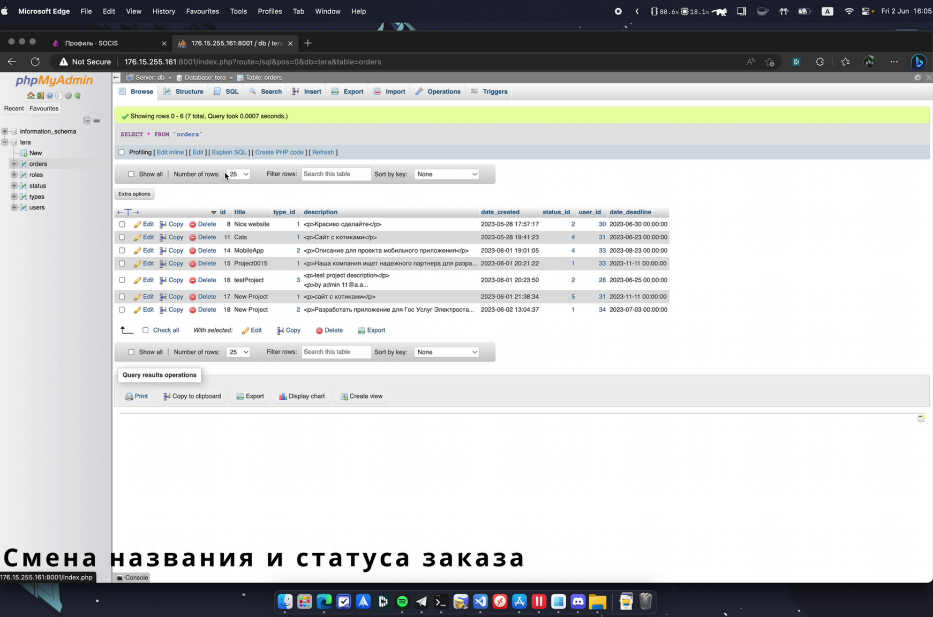 Microsoft Edge File Edit View History Favourites Tools Profiles Tab Window Help
Fri 2 Jun 16:05
Профиль - SOCIS
176.15.255.161:8001 / db / ter
Not Secure 176.15.255.161:8001/index.php?route=/sql&pos=0&db=tera&table=orders
phpMyAdmin
Recent Favourites
information_schema
tera
New
orders
roles
status
types
users
Server: db » Database: tera » Table: orders
Browse Structure SQL Search Insert Export Import Operations Triggers
Showing rows 0 - 6 (7 total, Query took 0.0007 seconds.)
SELECT * FROM `orders`
Profiling [ Edit inline ] [ Edit ] [ Explain SQL ] [ Create PHP code ] [ Refresh ]
Show all | Number of rows: 25 Filter rows: Search this table Sort by key: None
Extra options
id title type_id description date_created status_id user_id date_deadline
Edit Copy Delete 8 Nice website 1 <p>Красиво сделайте</p> 2023-05-28 17:57:17 2 30 2023-06-30 00:00:00
Edit Copy Delete 11 Cats 1 <p>Сайт с котиками</p> 2023-05-28 19:41:23 4 31 2023-06-23 00:00:00
Edit Copy Delete 14 MobileApp 2 <p>Описание для проекта мобильного приложения</p> 2023-06-01 19:01:05 4 33 2023-08-23 00:00:00
Edit Copy Delete 15 Project0015 1 <p>Наша компания ищет надежного партнера для разра... 2023-06-01 20:21:22 1 33 2023-11-11 00:00:00
Edit Copy Delete 16 testProject 3 <p>test project description</p>
<p>by admin 11@a.a... 2023-06-01 20:23:50 2 28 2023-06-25 00:00:00
Edit Copy Delete 17 New Project 1 <p>сайт с котиками</p> 2023-06-01 21:38:34 5 31 2023-11-11 00:00:00
Edit Copy Delete 18 New Project 2 <p>Разработать приложение для Гос Услуг Электроста... 2023-06-02 13:04:37 1 34 2023-07-03 00:00:00
Check all With selected: Edit Copy Delete Export
Show all | Number of rows: 25 Filter rows: Search this table Sort by key: None
Query results operations
Print Copy to clipboard Export Display chart Create view
Смена названия и статуса заказа
176.15.255.161:8001/index.php
Console